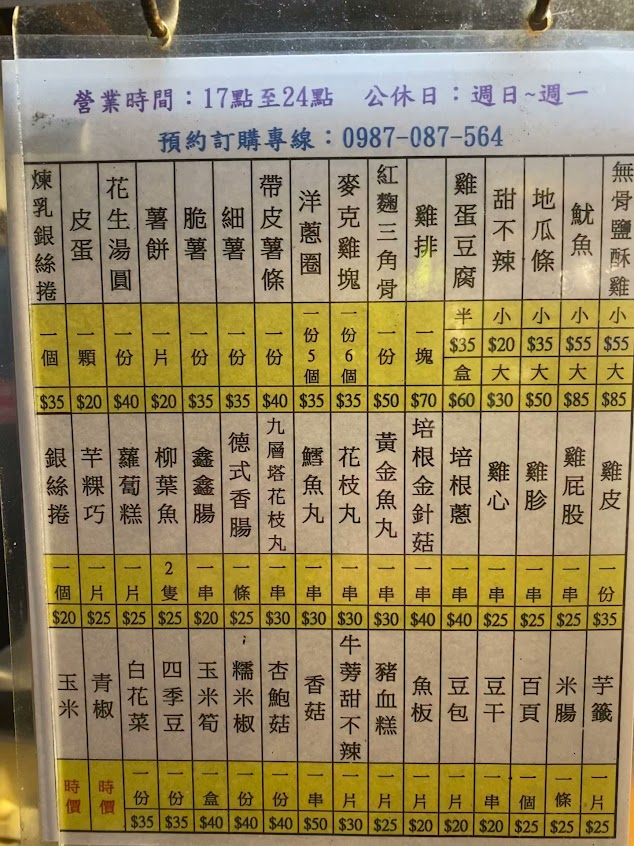 營業時間：17點至24點 公休日：週日~週一
預約訂購專線：0987-087-564
無骨鹽酥雞 小 $55 大 $85
魷魚 小 $55 大 $85
地瓜條 小 $35 大 $50
甜不辣 小 $20 大 $30
雞蛋豆腐 半 $35 盒 $60
雞排 一塊 $70
紅麴三角骨 一份 $50
麥克雞塊 一份6個 $35
洋蔥圈 一份5個 $35
帶皮薯條 一份 $40
細薯 一份 $35
脆薯 一份 $35
薯餅 一片 $20
花生湯圓 一份 $40
皮蛋 一顆 $20
煉乳銀絲捲 一個 $35
雞皮 一份 $35
雞屁股 一串 $25
雞胗 一串 $25
雞心 一串 $25
培根蔥 一串 $40
培根金針菇 一串 $40
黃金魚丸 一串 $30
花枝丸 一串 $30
鱈魚丸 一串 $30
九層塔花枝丸 一串 $30
德式香腸 一條 $25
鑫鑫腸 一串 $20
柳葉魚 2隻 $25
蘿蔔糕 一片 $25
芋粿巧 一片 $25
銀絲捲 一個 $20
芋籤 一片 $25
米腸 一條 $25
百頁 一個 $25
豆干 一串 $20
豆包 一片 $20
魚板 一片 $20
豬血糕 一片 $25
牛蒡甜不辣 一片 $30
香菇 一串 $50
杏鮑菇 一份 $40
糯米椒 一份 $40
玉米筍 一盒 $40
四季豆 一份 $35
白花菜 一份 $35
青椒 時價
玉米 時價